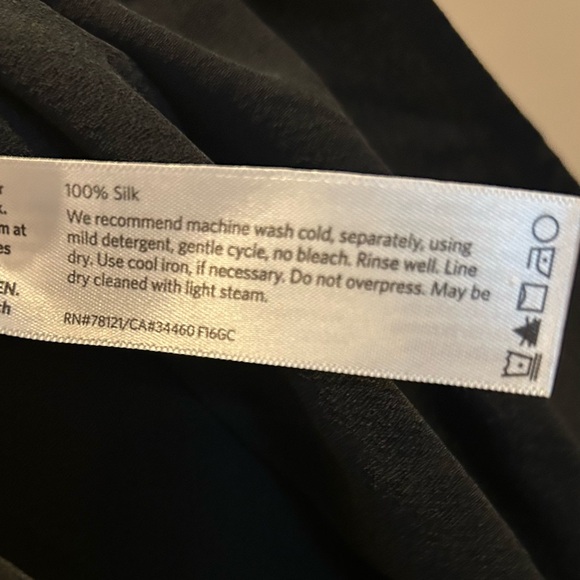 100% Silk
We recommend machine wash cold, separately, using
mild detergent, gentle cycle, no bleach. Rinse well. Line
dry. Use cool iron, if necessary. Do not overpress. May be
dry cleaned with light steam.
RN#78121/CA#34460 F16GC
m at
EN.